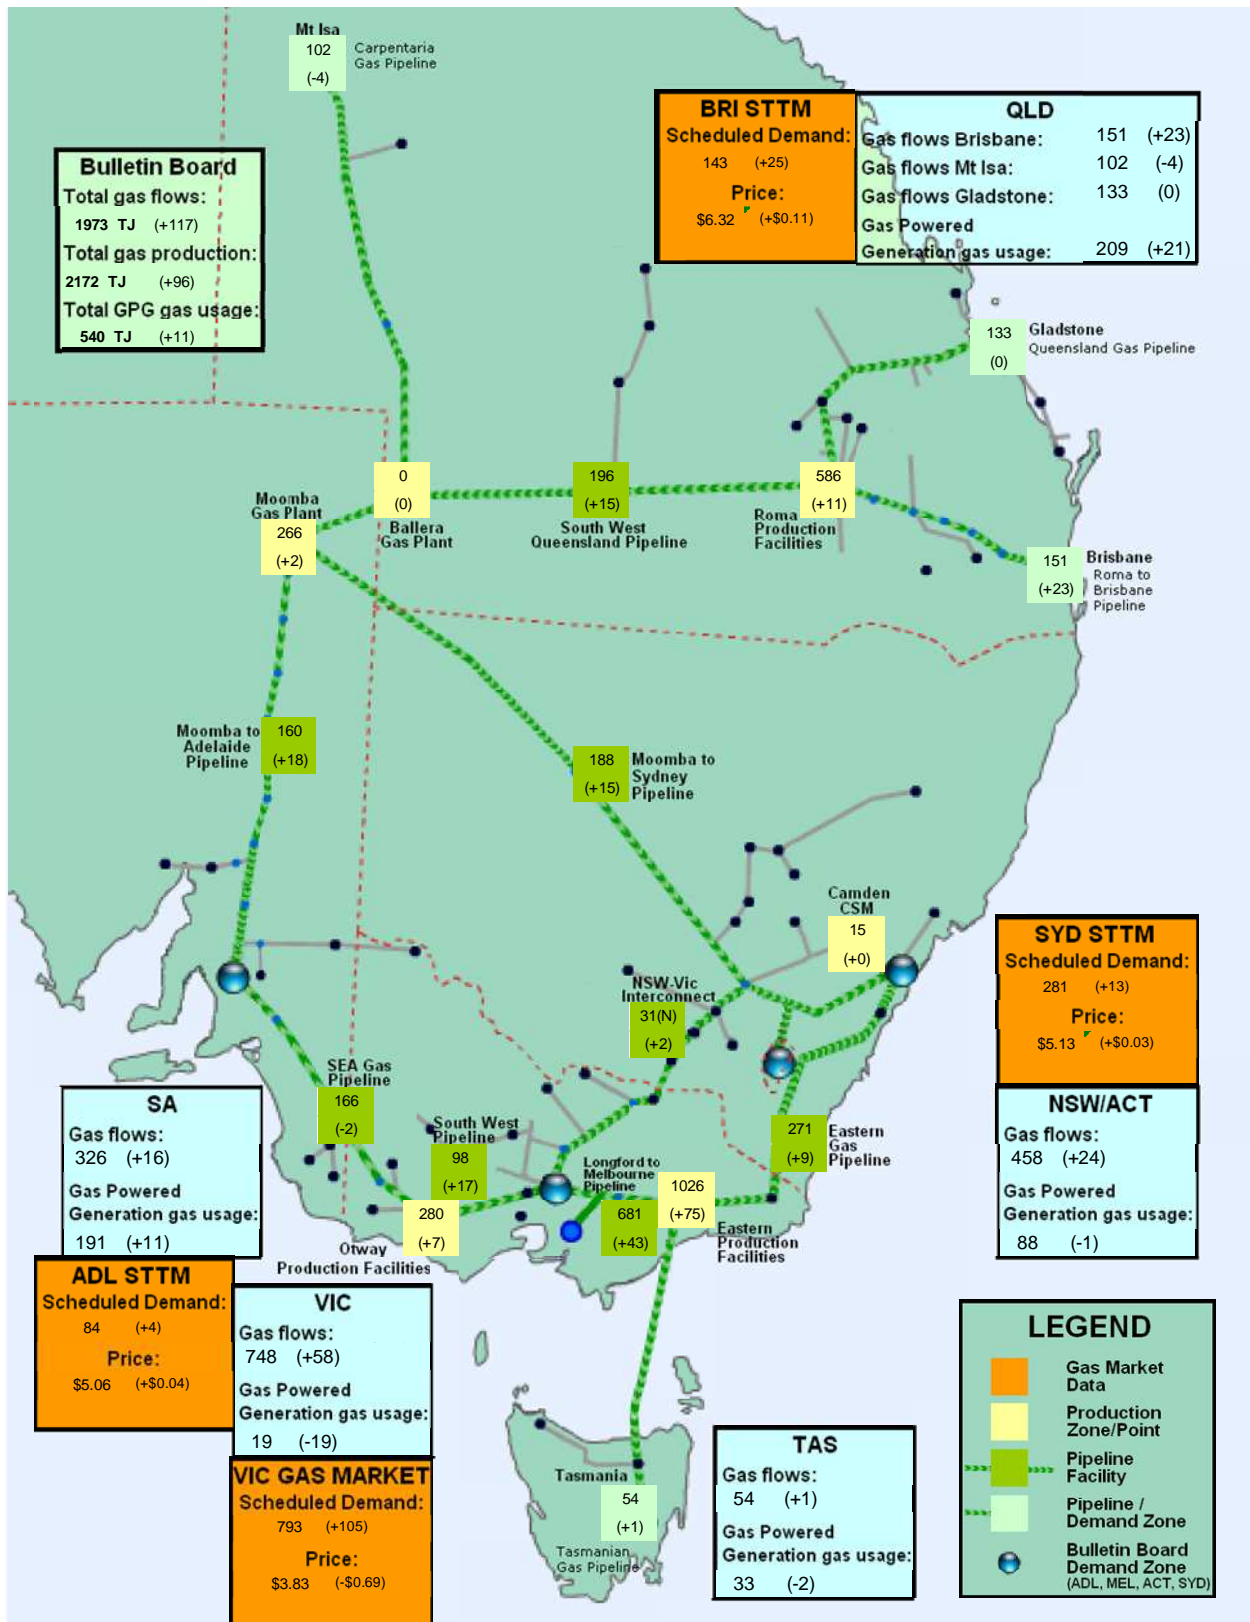 Mt Isa
102
(-4)
Carpentaria
Gas Pipeline
BRI STTM
Scheduled Demand:
143 (+25)
Price:
$6.32 (+$0.11)
QLD
Gas flows Brisbane: 151 (+23)
Gas flows Mt Isa: 102 (-4)
Gas flows Gladstone: 133 (0)
Gas Powered
Generation gas usage: 209 (+21)
Bulletin Board
Total gas flows:
1973 TJ (+117)
Total gas production:
2172 TJ (+96)
Total GPG gas usage:
540 TJ (+11)
133
(0)
Gladstone
Queensland Gas Pipeline
Moomba
Gas Plant
266
(+2)
0
(0)
Ballera
Gas Plant
196
(+15)
South West
Queensland Pipeline
586
(+11)
Roma
Production
Facilities
151
(+23)
Brisbane
Roma to
Brisbane
Pipeline
Moomba to
Adelaide
Pipeline
160
(+18)
188
(+15)
Moomba to
Sydney
Pipeline
Camden
CSM
15
(+0)
NSW-Vic
Interconnect
31(N)
(+2)
SYD STTM
Scheduled Demand:
281 (+13)
Price:
$5.13 (+$0.03)
NSW/ACT
Gas flows:
458 (+24)
Gas Powered
Generation gas usage:
88 (-1)
SEA Gas
Pipeline
166
(-2)
South West
Pipeline
98
(+17)
280
(+7)
Otway
Production Facilities
Longford to
Melbourne
Pipeline
681
(+43)
1026
(+75)
Eastern
Production
Facilities
271
(+9)
Eastern
Gas
Pipeline
SA
Gas flows:
326 (+16)
Gas Powered
Generation gas usage:
191 (+11)
ADL STTM
Scheduled Demand:
84 (+4)
Price:
$5.06 (+$0.04)
VIC
Gas flows:
748 (+58)
Gas Powered
Generation gas usage:
19 (-19)
VIC GAS MARKET
Scheduled Demand:
793 (+105)
Price:
$3.83 (-$0.69)
Tasmania
54
(+1)
Tasmanian
Gas Pipeline
TAS
Gas flows:
54 (+1)
Gas Powered
Generation gas usage:
33 (-2)
LEGEND
Gas Market
Data
Production
Zone/Point
Pipeline
Facility
Pipeline /
Demand Zone
Bulletin Board
Demand Zone
(ADL, MEL, ACT, SYD)